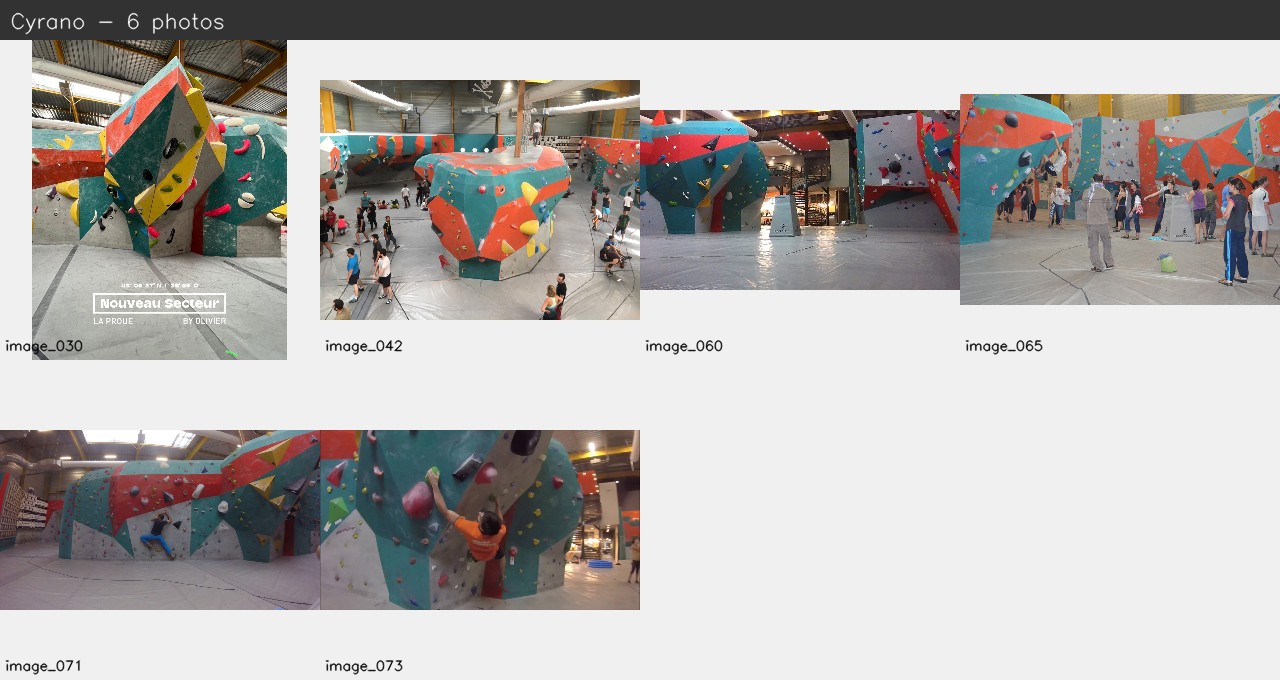 Cyrano - 6 photos
Nouveau Secteur
LA PROUE BY OLIVIER
image_030
image_042
image_060
image_065
image_071
image_073